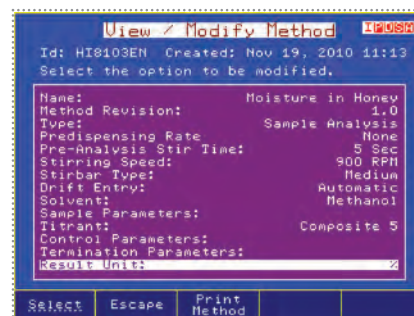 View / Modify Method
Id: HI8103EN Created: Nov 19, 2010 11:13
Select the option to be modified.
Name: Moisture in Honey
Method Revision: 1.0
Type: Sample Analysis
Predispensing Rate None
Pre-Analysis Stir Time: 5 Sec
Stirring Speed: 900 RPM
Stirbar Type: Medium
Drift Entry: Automatic
Solvent: Methanol
Sample Parameters:
Titrant: Composite 5
Control Parameters:
Termination Parameters:
Result Unit: %
Select Escape Print Method